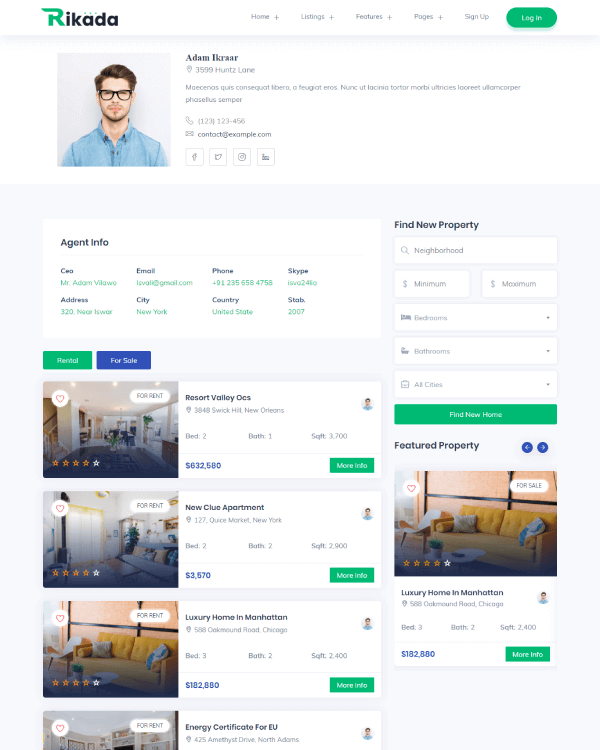 Rikada
Home + Listings + Features + Pages + Sign Up Log In
Adam Ikraar
3599 Huntz Lane
Maecenas quis consequat libero, a feugiat eros. Nunc ut lacinia tortor morbi ultricies laoreet ullamcorper
phasellus semper
(123) 123-456
contact@example.com
Agent Info
Ceo Email Phone Skype
Mr. Adam Vilawo Isvali@gmail.com +91 235 658 4758 isvo24lio
Address City Country Stab.
320, Near Iswar New York United State 2007
Rental For Sale
FOR RENT
Resort Valley Ocs
3848 Swick Hill, New Orleans
Bed: 2 Bath: 1 Sqft: 3,700
$632,580 More Info
FOR RENT
New Clue Apartment
127, Quice Market, New York
Bed: 2 Bath: 2 Sqft: 2,900
$3,570 More Info
FOR RENT
Luxury Home In Manhattan
588 Oakmound Road, Chicago
Bed: 3 Bath: 2 Sqft: 2,400
$182,880 More Info
FOR RENT
Energy Certificate For EU
425 Amethyst Drive, North Adams
Find New Property
Neighborhood
$ Minimum $ Maximum
Bedrooms
Bathrooms
All Cities
Find New Home
Featured Property
FOR SALE
Luxury Home In Manhattan
588 Oakmound Road, Chicago
Bed: 3 Bath: 2 Sqft: 2,400
$182,880 More Info